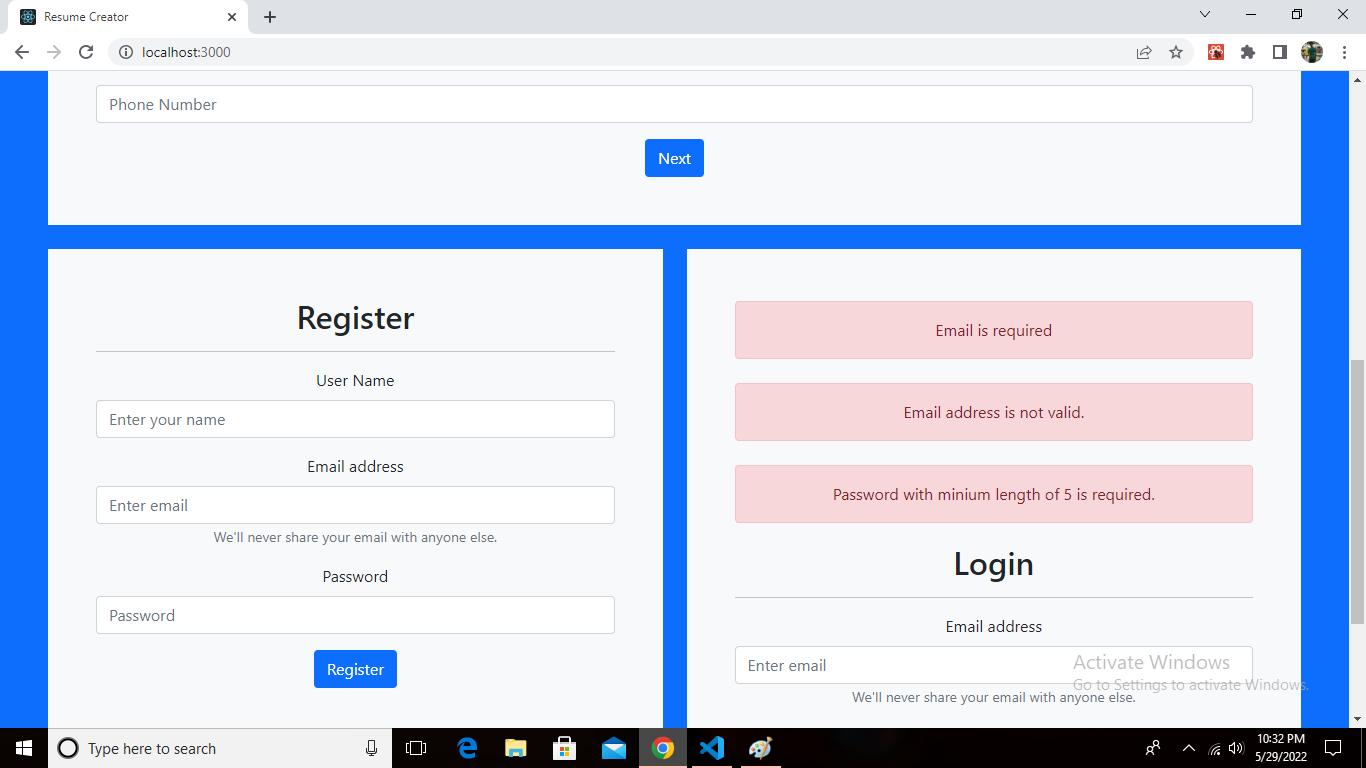 Resume Creator
localhost:3000
Phone Number
Next
Register
User Name
Enter your name
Email address
Enter email
We'll never share your email with anyone else.
Password
Password
Register
Email is required
Email address is not valid.
Password with minium length of 5 is required.
Login
Email address
Enter email
We'll never share your email with anyone else.
Activate Windows
Go to Settings to activate Windows.
Type here to search
10:32 PM
5/29/2022